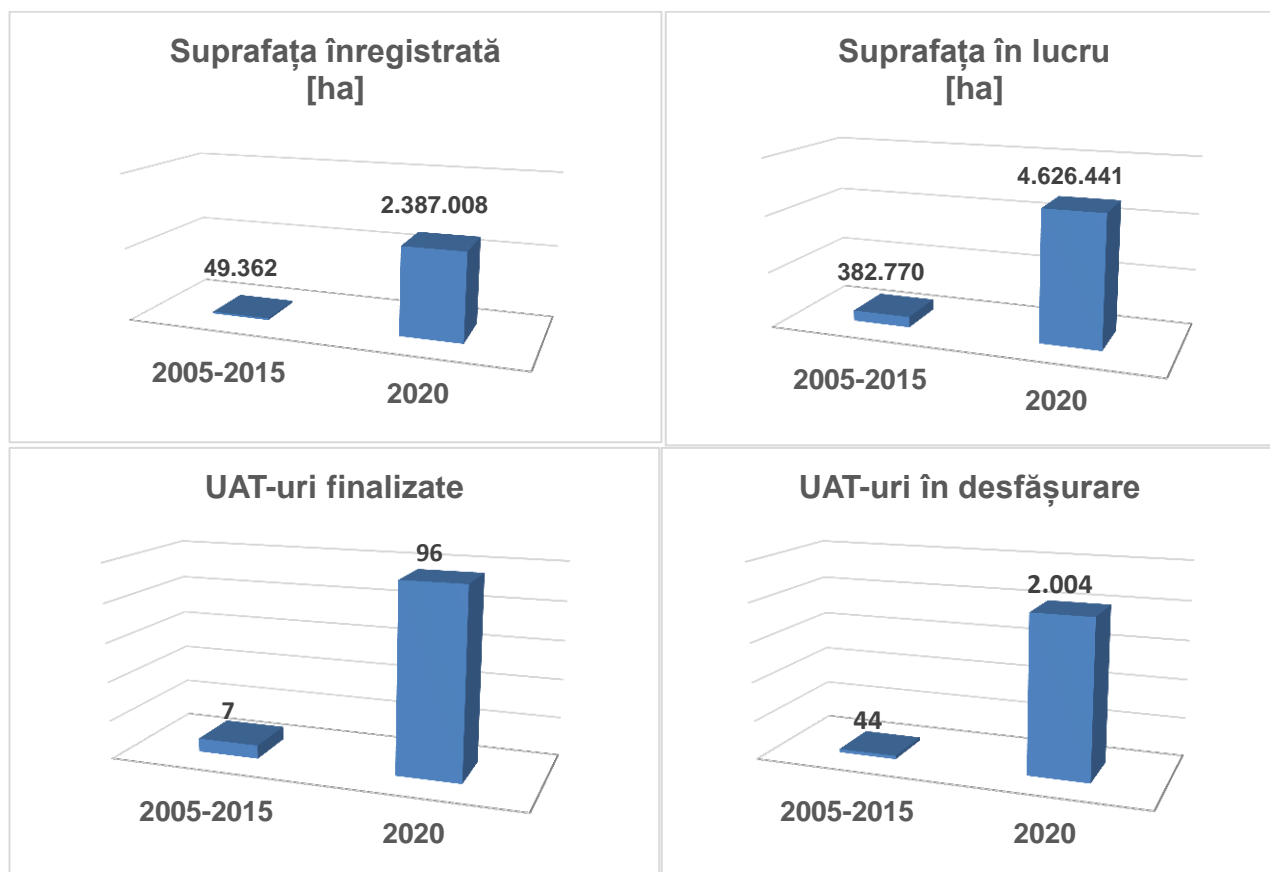 Suprafața înregistrată
[ha]
49.362
2.387.008
2005-2015
2020
Suprafața în lucru
[ha]
382.770
4.626.441
2005-2015
2020
UAT-uri finalizate
7
96
2005-2015
2020
UAT-uri în desfășurare
44
2.004
2005-2015
2020